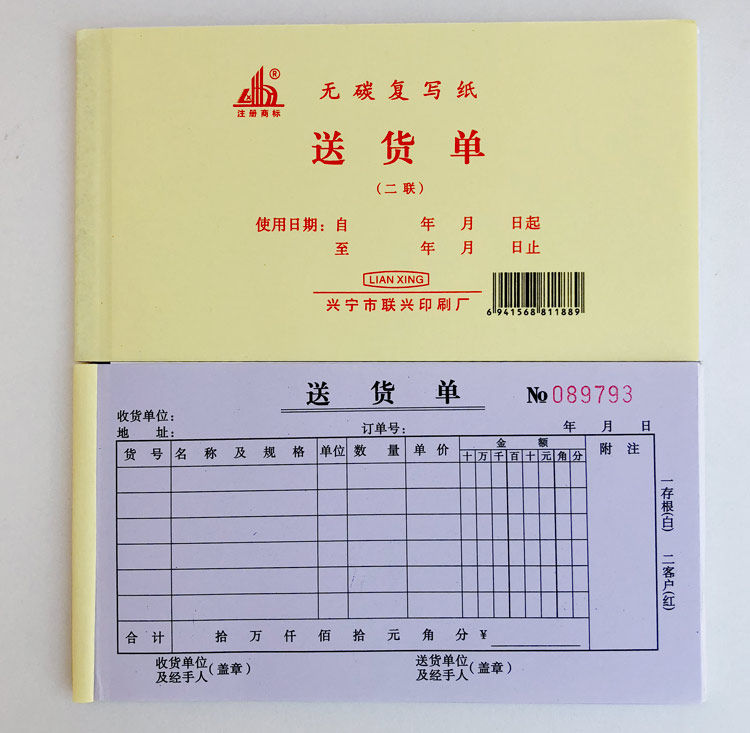 ®
注册商标
无碳复写纸
送货单
（二联）
使用日期：自 年 月 日起
至 年 月 日止
LIAN XING
兴宁市联兴印刷厂
6 941568 811889
送货单
№ 089793
收货单位：
地 址： 订单号： 年 月 日
货号 名称及规格 单位 数量 单价 金额 附注
十 万 千 百 十 元 角 分
合计 拾 万 仟 佰 拾 元 角 分 ¥
收货单位及经手人（盖章） 送货单位及经手人（盖章）
一存根(白) 二客户(红)